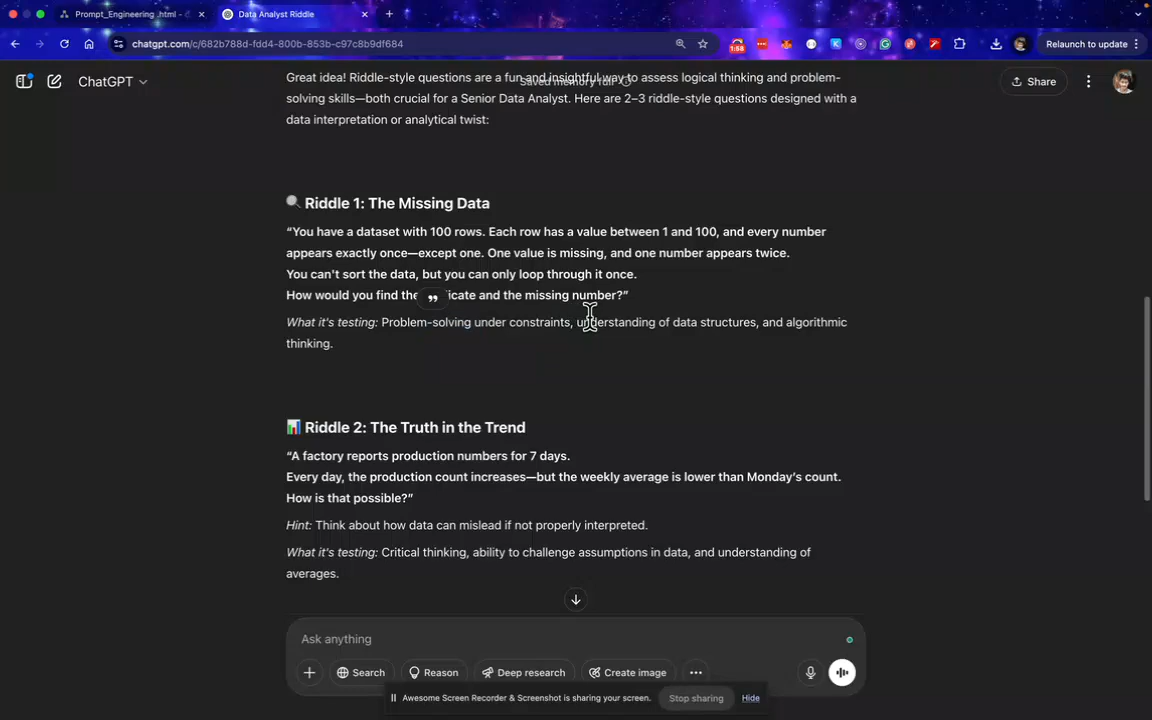 Prompt_Engineering .html -
Data Analyst Riddle
chatgpt.com/c/682b788d-fdd4-800b-853b-c97c8b9df684
1:55
Relaunch to update
ChatGPT
Saved memory full
Share
Great idea! Riddle-style questions are a fun and insightful way to assess logical thinking and problem-
solving skills—both crucial for a Senior Data Analyst. Here are 2–3 riddle-style questions designed with a
data interpretation or analytical twist:
Riddle 1: The Missing Data
“You have a dataset with 100 rows. Each row has a value between 1 and 100, and every number
appears exactly once—except one. One value is missing, and one number appears twice.
You can't sort the data, but you can only loop through it once.
How would you find the icate and the missing number?”
What it's testing: Problem-solving under constraints, understanding of data structures, and algorithmic
thinking.
Riddle 2: The Truth in the Trend
“A factory reports production numbers for 7 days.
Every day, the production count increases—but the weekly average is lower than Monday’s count.
How is that possible?”
Hint: Think about how data can mislead if not properly interpreted.
What it's testing: Critical thinking, ability to challenge assumptions in data, and understanding of
averages.
Ask anything
Search
Reason
Deep research
Create image
Awesome Screen Recorder & Screenshot is sharing your screen.
Stop sharing
Hide